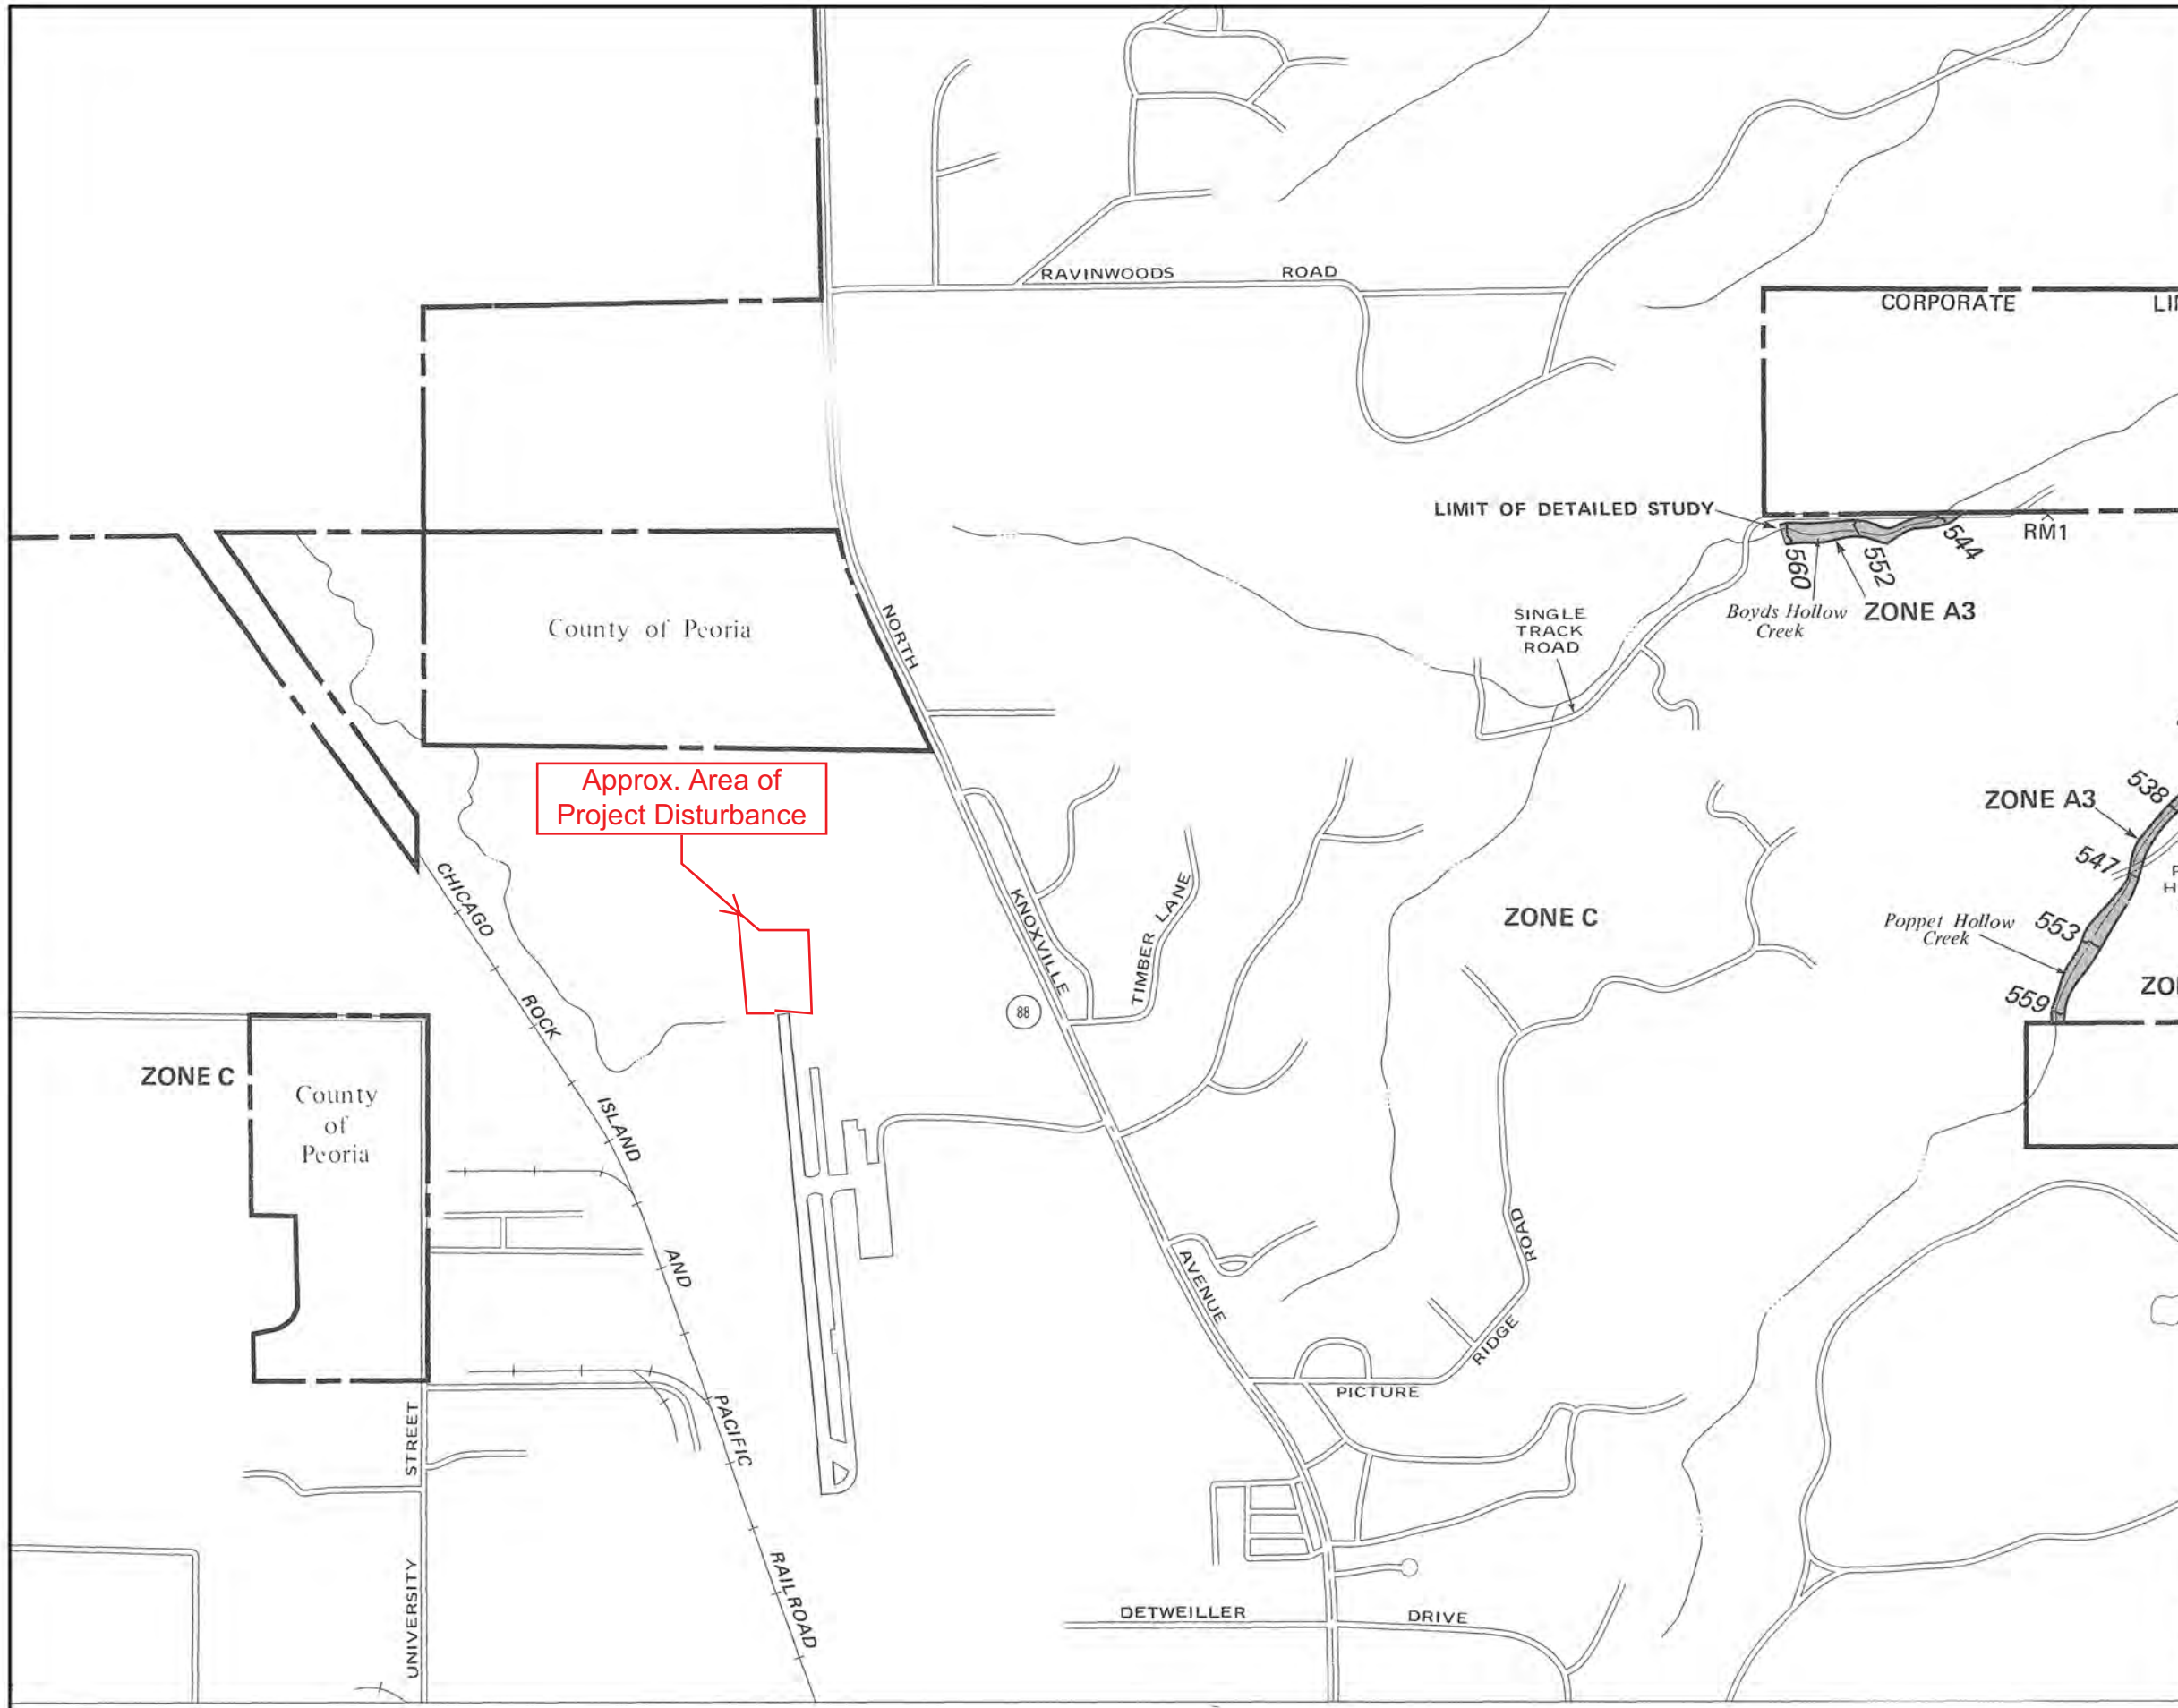 RAVINWOODS ROAD
CORPORATE
LIMIT OF DETAILED STUDY
RM1
544
552
560
Boyds Hollow
Creek
ZONE A3
SINGLE
TRACK
ROAD
County of Peoria
NORTH
KNOXVILLE
AVENUE
Approx. Area of
Project Disturbance
ZONE A3
538
547
553
559
Poppet Hollow
Creek
ZONE C
TIMBER LANE
88
CHICAGO
ROCK
ISLAND
AND
PACIFIC
RAILROAD
ZONE C
County
of
Peoria
PICTURE
RIDGE
ROAD
UNIVERSITY STREET
DETWEILLER DRIVE